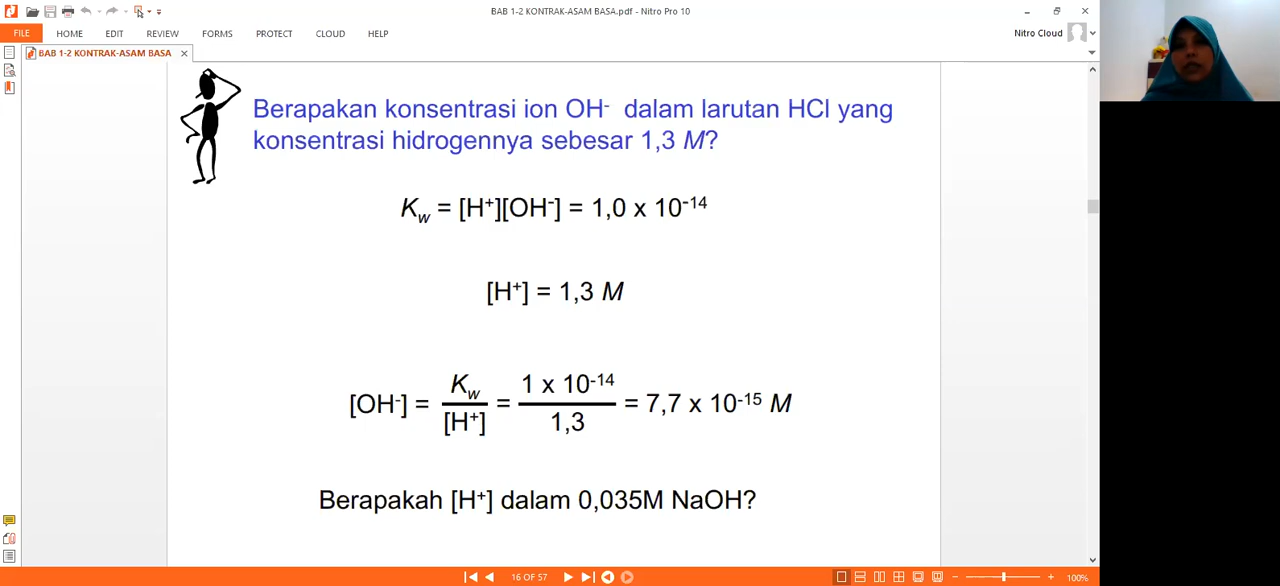 BAB 1-2 KONTRAK-ASAM BASA.pdf - Nitro Pro 10
FILE HOME EDIT REVIEW FORMS PROTECT CLOUD HELP
Nitro Cloud
BAB 1-2 KONTRAK-ASAM BASA ×
Berapakan konsentrasi ion OH⁻ dalam larutan HCl yang
konsentrasi hidrogennya sebesar 1,3 M?
K_w = [H⁺][OH⁻] = 1,0 x 10⁻¹⁴
[H⁺] = 1,3 M
[OH⁻] = K_w / [H⁺] = 1 x 10⁻¹⁴ / 1,3 = 7,7 x 10⁻¹⁵ M
Berapakah [H⁺] dalam 0,035M NaOH?
16 OF 57
100%